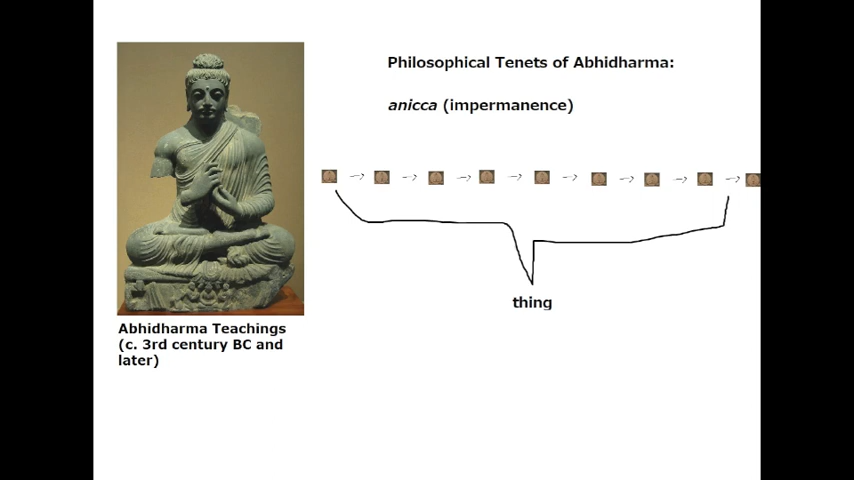 Philosophical Tenets of Abhidharma:
anicca (impermanence)
thing
Abhidharma Teachings
(c. 3rd century BC and
later)